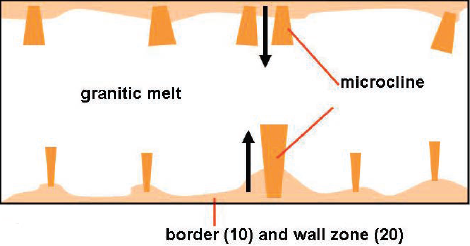 microcline
granitic melt
border (10) and wall zone (20)